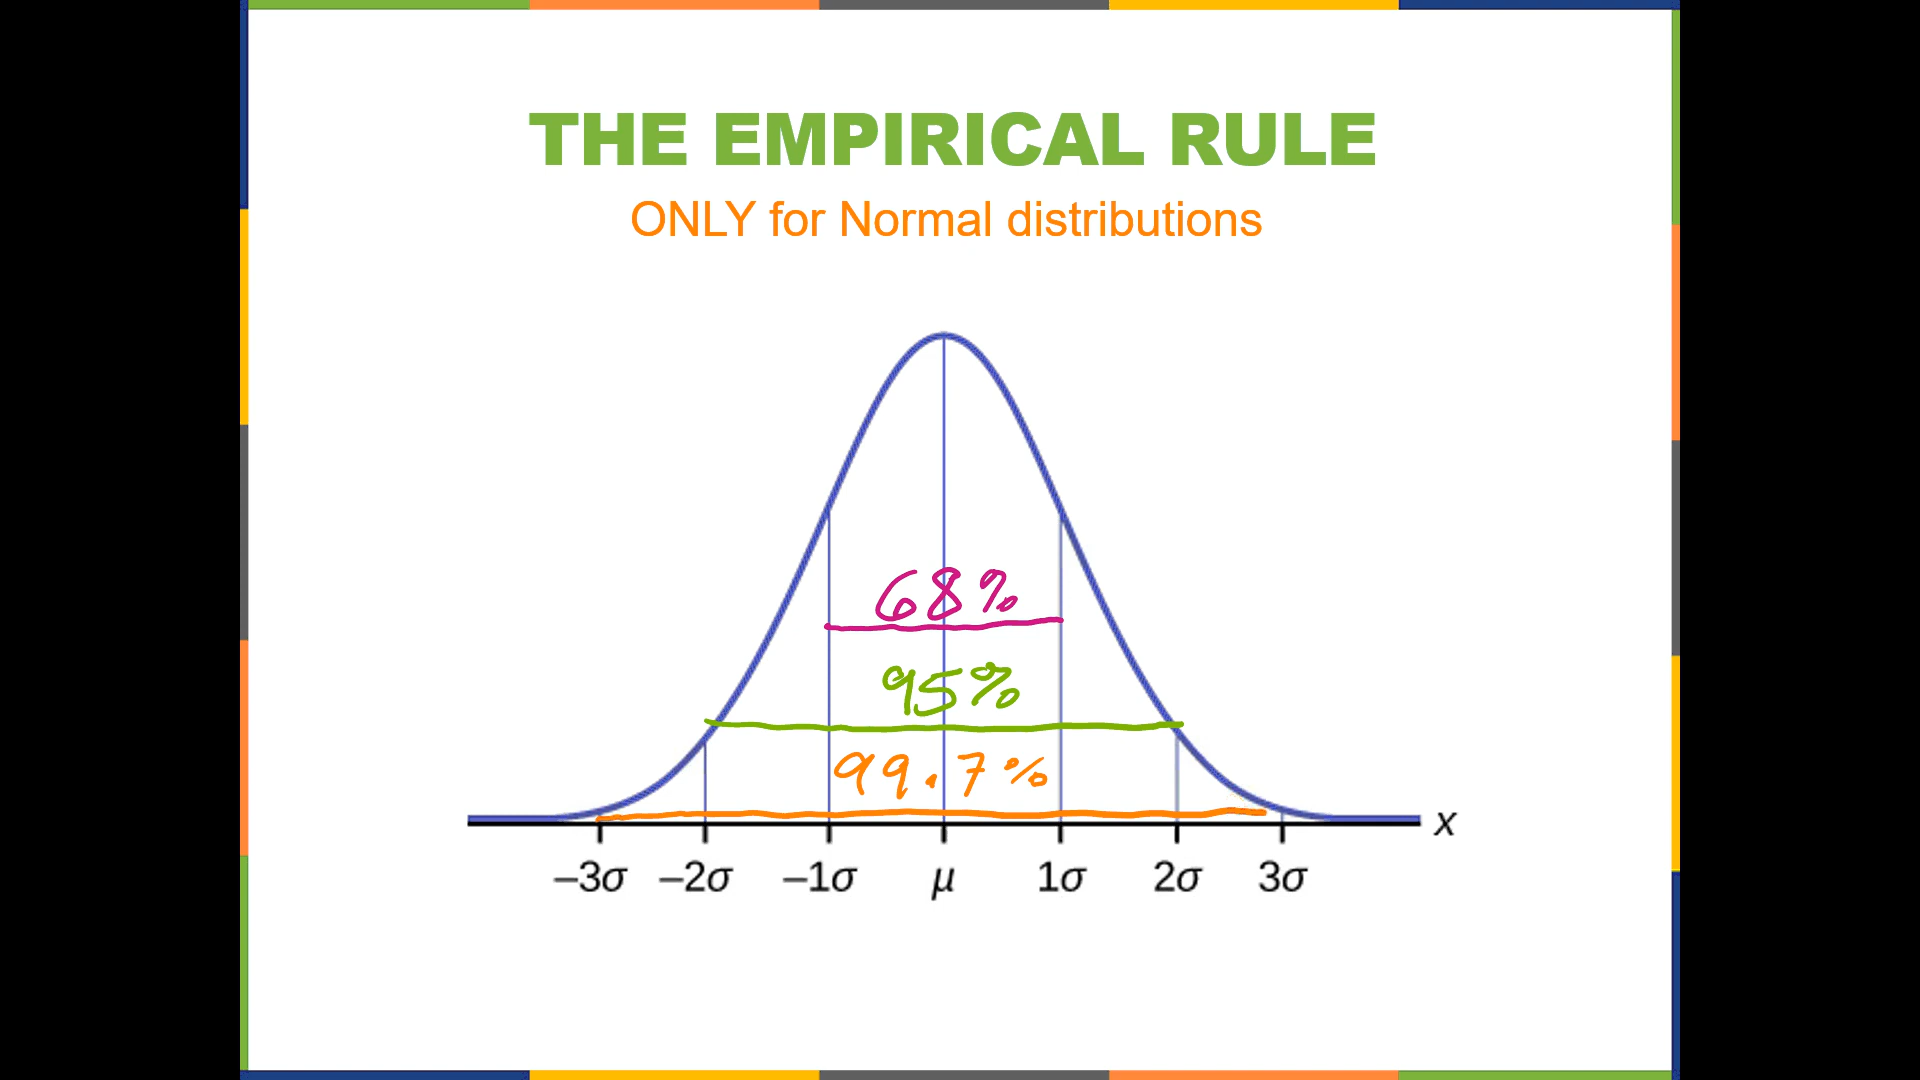 THE EMPIRICAL RULE
ONLY for Normal distributions
68%
95%
99.7%
x
–3σ –2σ –1σ μ 1σ 2σ 3σ